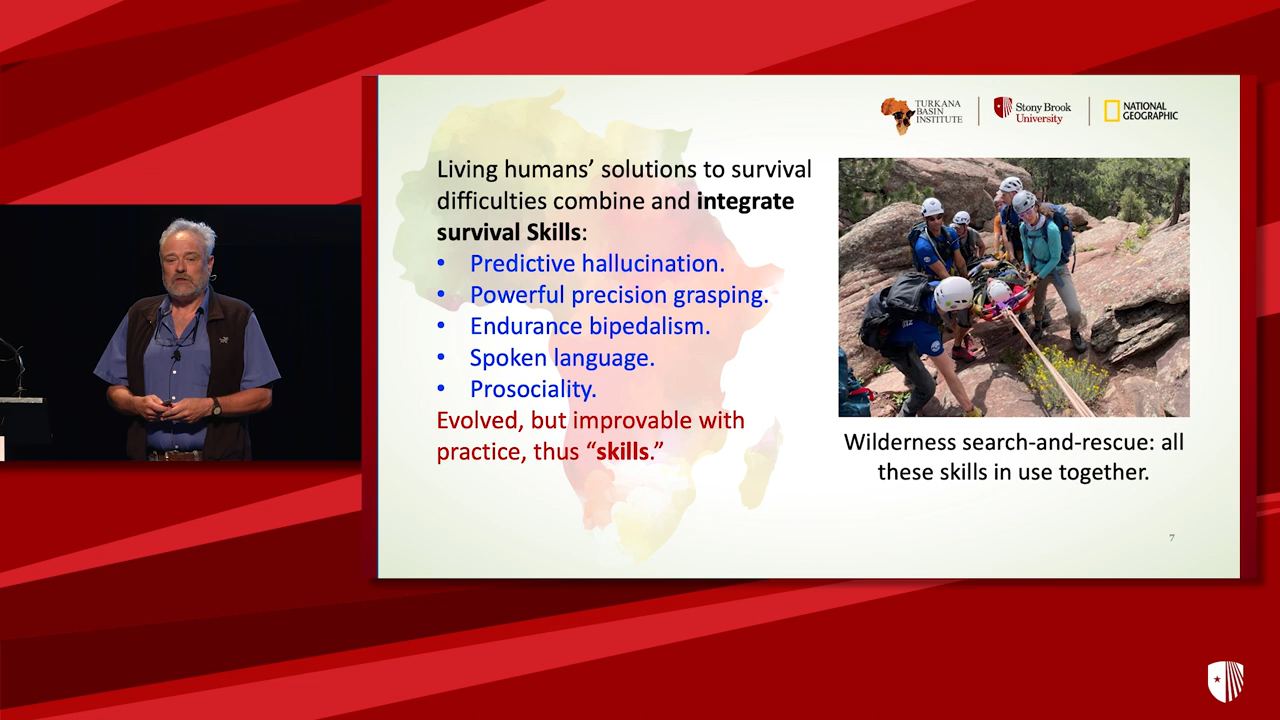 TURKANA
BASIN
INSTITUTE
Stony Brook
University
NATIONAL
GEOGRAPHIC
Living humans’ solutions to survival
difficulties combine and integrate
survival Skills:
• Predictive hallucination.
• Powerful precision grasping.
• Endurance bipedalism.
• Spoken language.
• Prosociality.
Evolved, but improvable with
practice, thus “skills.”
Wilderness search-and-rescue: all
these skills in use together.
7